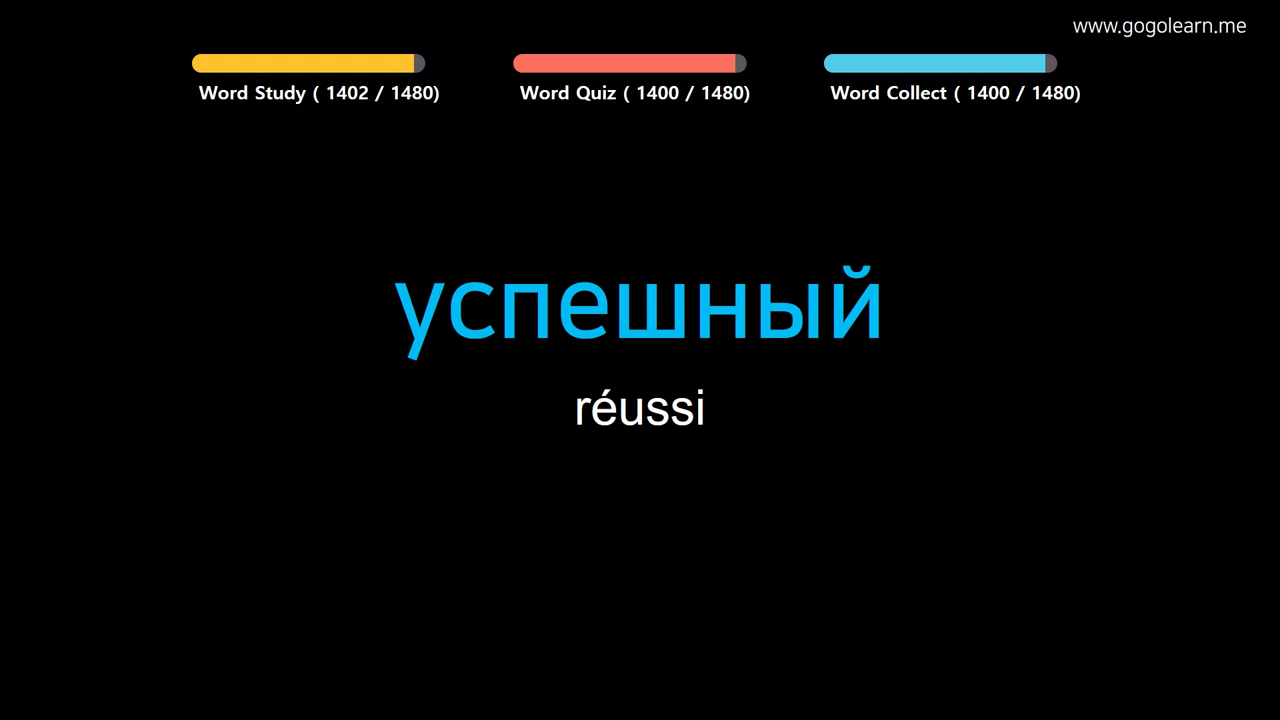 www.gogolearn.me
Word Study ( 1402 / 1480)
Word Quiz ( 1400 / 1480)
Word Collect ( 1400 / 1480)
успешный
réussi